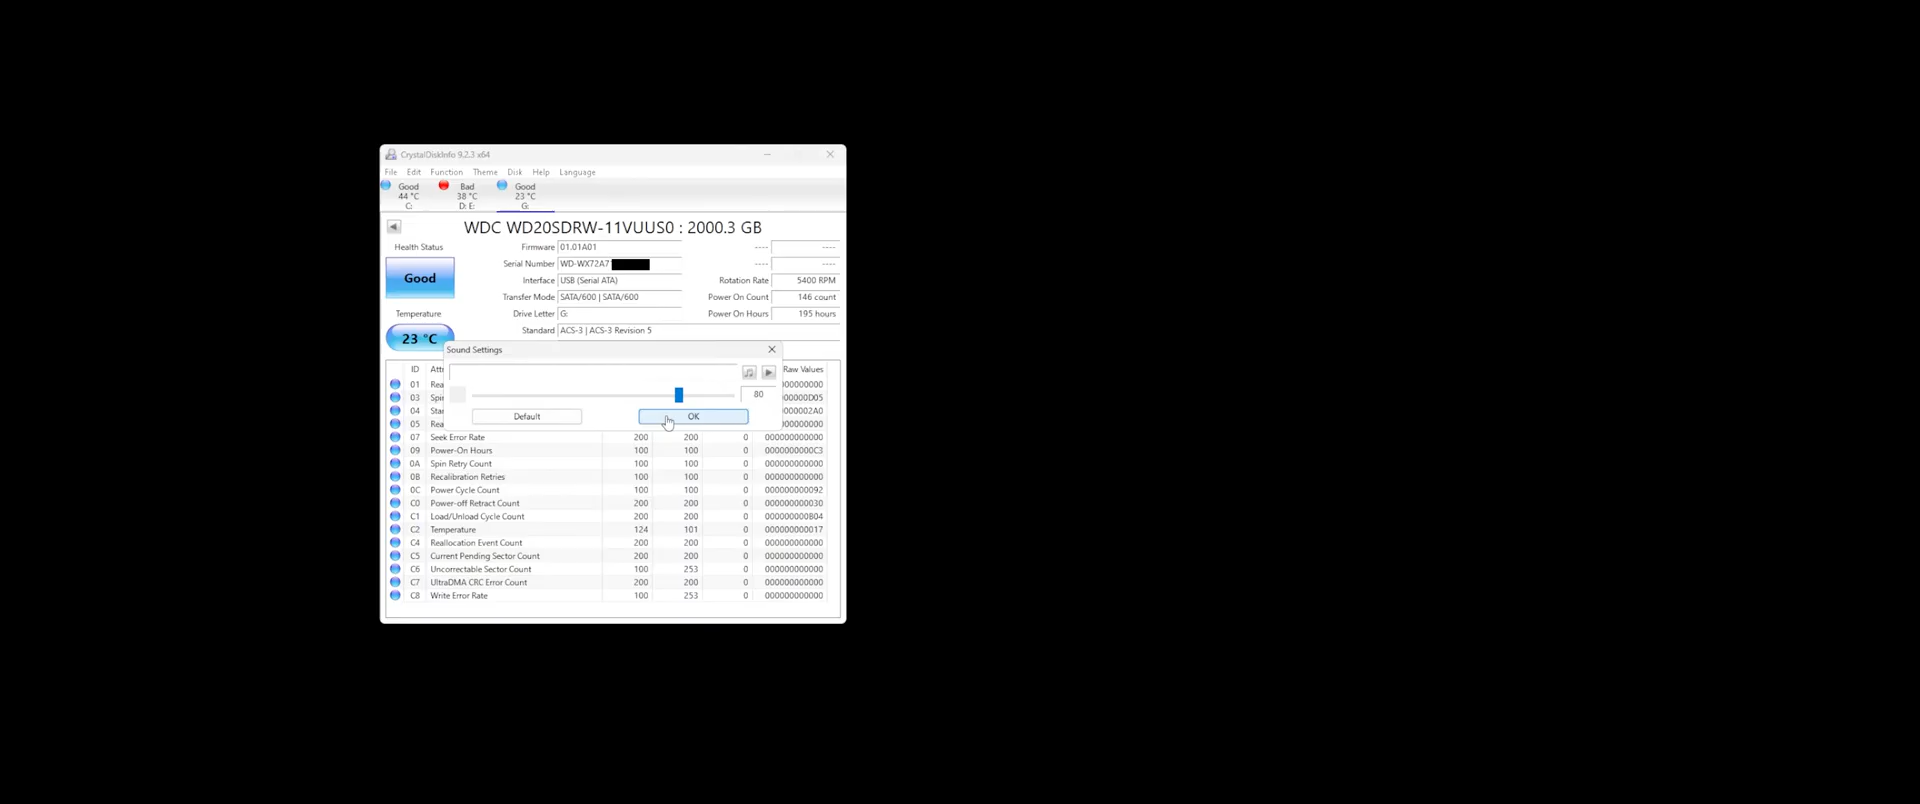 CrystalDiskInfo 9.2.3 x64
File Edit Function Theme Disk Help Language
Good Bad Good
44 °C 38 °C 23 °C
C: D: E: G:
WDC WD20SDRW-11VUUS0 : 2000.3 GB
Health Status Firmware 01.01A01 ---- ----
Good Serial Number WD-WX72A7 ---- ----
Interface USB (Serial ATA) Rotation Rate 5400 RPM
Transfer Mode SATA/600 | SATA/600 Power On Count 146 count
Temperature Drive Letter G: Power On Hours 195 hours
23 °C Standard ACS-3 | ACS-3 Revision 5
Sound Settings
80
Default OK
ID Raw Values
01
03
04
05
07 Seek Error Rate 200 200 0 000000000000
09 Power-On Hours 100 100 0 0000000000C3
0A Spin Retry Count 100 100 0 000000000000
0B Recalibration Retries 100 100 0 000000000000
0C Power Cycle Count 100 100 0 000000000092
C0 Power-off Retract Count 200 200 0 000000000030
C1 Load/Unload Cycle Count 200 200 0 000000000B04
C2 Temperature 124 101 0 000000000017
C4 Reallocation Event Count 200 200 0 000000000000
C5 Current Pending Sector Count 200 200 0 000000000000
C6 Uncorrectable Sector Count 100 253 0 000000000000
C7 UltraDMA CRC Error Count 200 200 0 000000000000
C8 Write Error Rate 100 253 0 000000000000